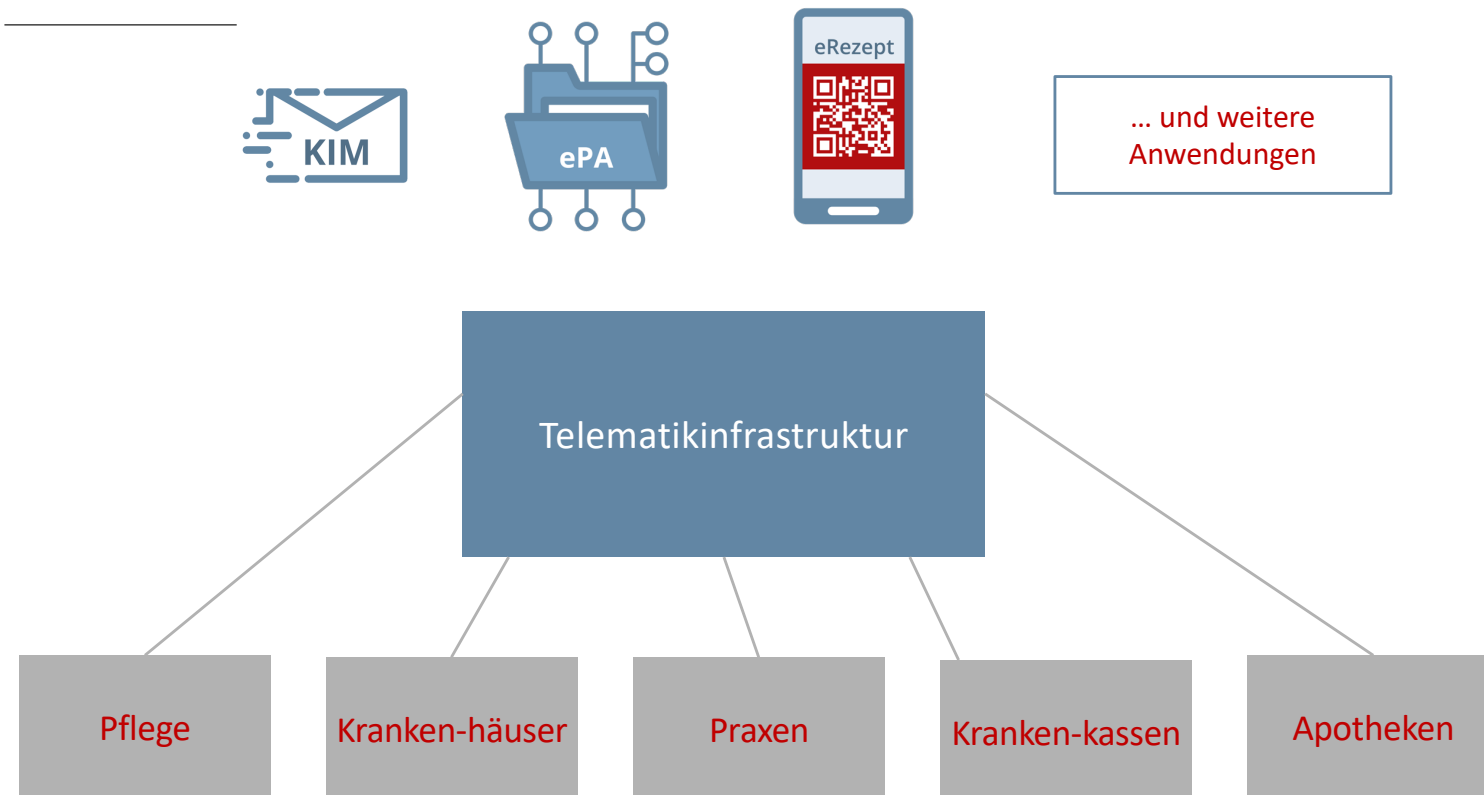 KIM
ePA
eRezept
... und weitere
Anwendungen
Telematikinfrastruktur
Pflege
Kranken-häuser
Praxen
Kranken-kassen
Apotheken